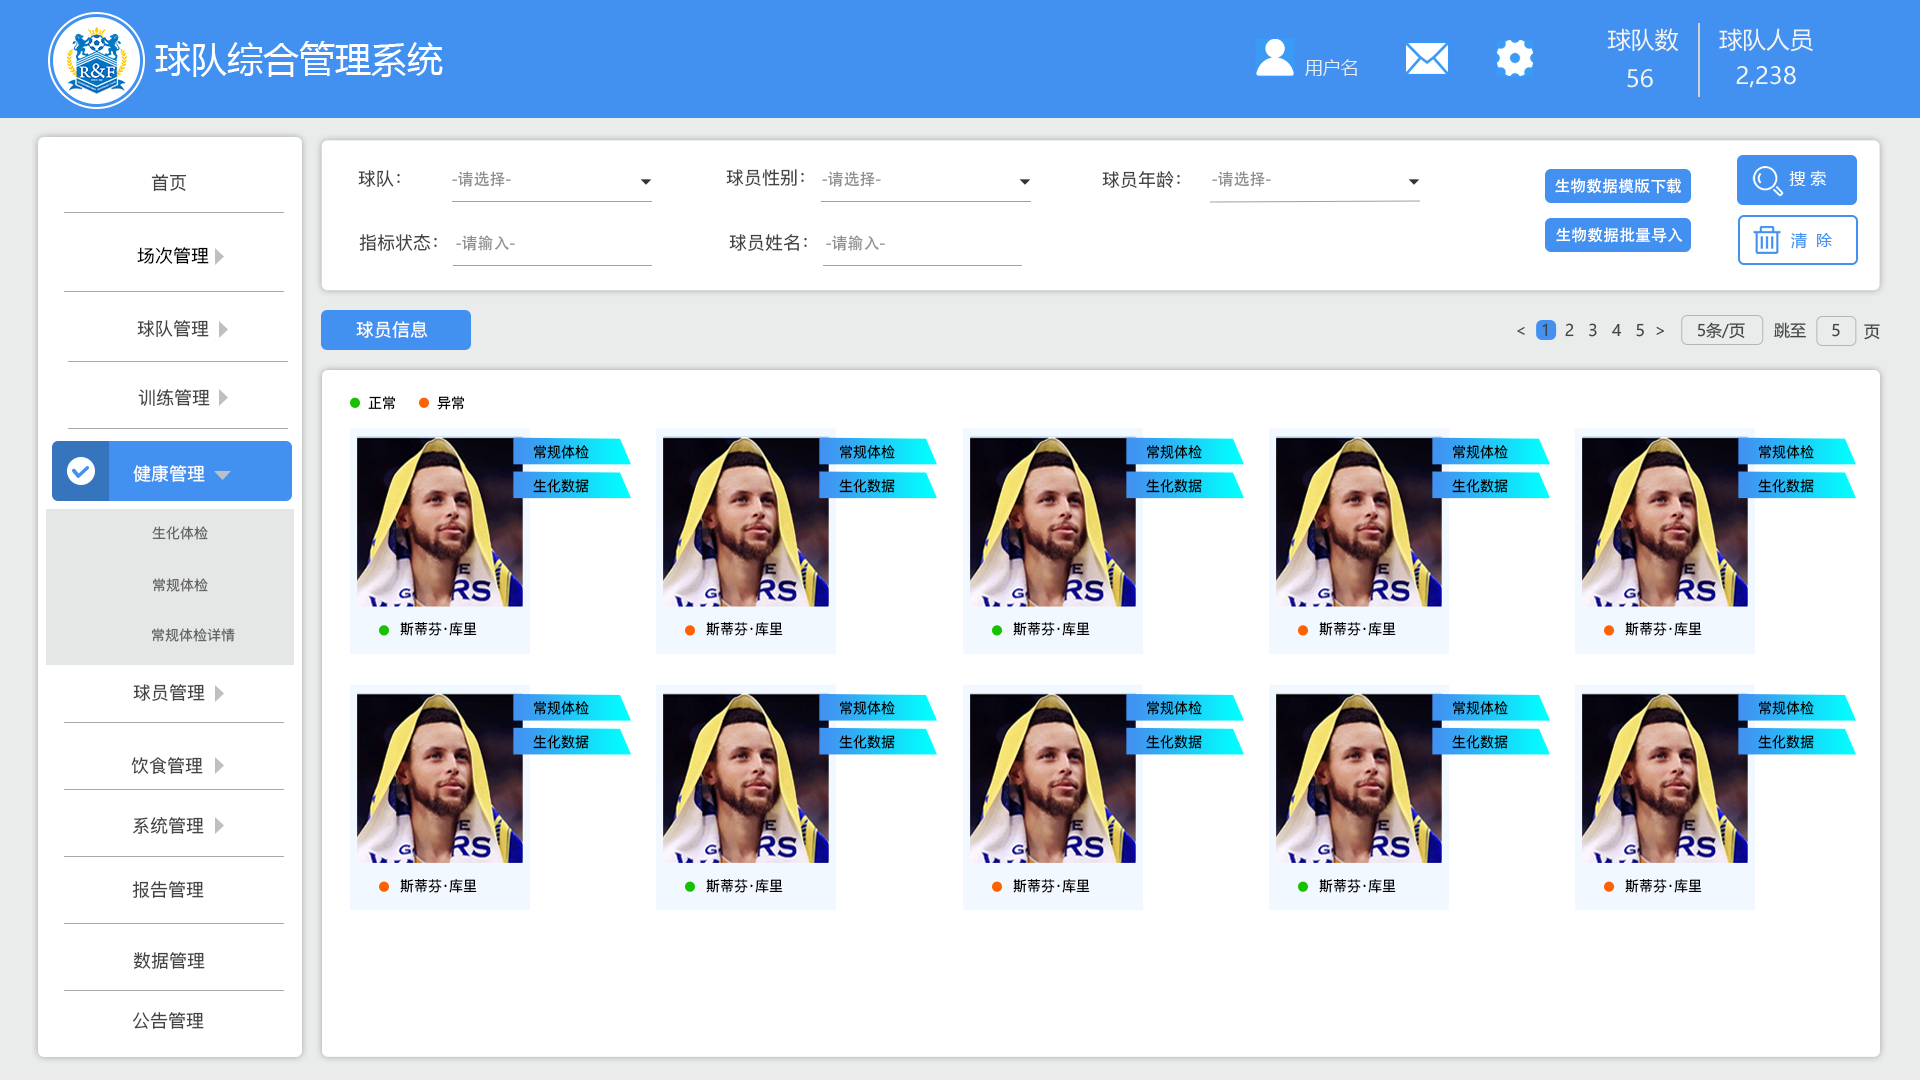 R&F
球队综合管理系统
用户名
球队数
56
球队人员
2,238
首页
场次管理
球队管理
训练管理
健康管理
生化体检
常规体检
常规体检详情
球员管理
饮食管理
系统管理
报告管理
数据管理
公告管理
球队： -请选择-
球员性别： -请选择-
球员年龄： -请选择-
指标状态： -请输入-
球员姓名： -请输入-
生物数据模版下载
生物数据批量导入
搜索
清 除
球员信息
< 1 2 3 4 5 > 5条/页 跳至 5 页
正常 异常
常规体检 常规体检 常规体检 常规体检 常规体检
生化数据 生化数据 生化数据 生化数据 生化数据
斯蒂芬·库里 斯蒂芬·库里 斯蒂芬·库里 斯蒂芬·库里 斯蒂芬·库里
常规体检 常规体检 常规体检 常规体检 常规体检
生化数据 生化数据 生化数据 生化数据 生化数据
斯蒂芬·库里 斯蒂芬·库里 斯蒂芬·库里 斯蒂芬·库里 斯蒂芬·库里